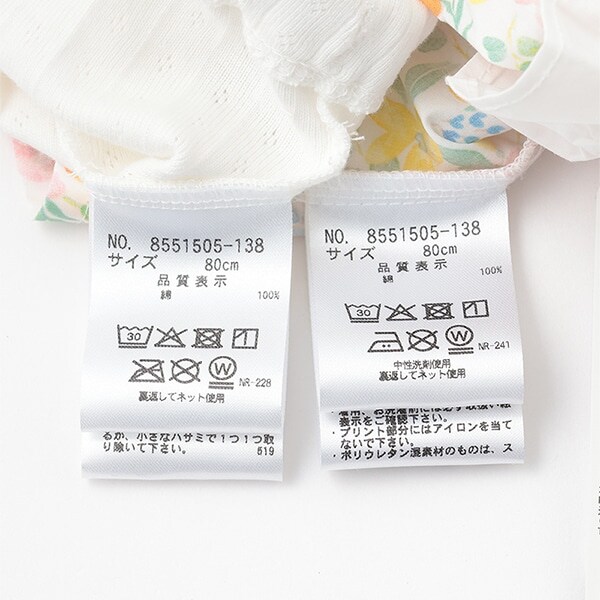 NO. 8551505-138
サイズ 80cm
品質表示
綿 100%
30
W
NR-228
裏返してネット使用
るが、小さなハサミで1つ1つ取
り除いて下さい。
519
NO. 8551505-138
サイズ 80cm
品質表示
綿 100%
30
W
NR-241
中性洗剤使用
裏返してネット使用
表示をご確認下さい。
・プリント部分にはアイロンを当て
ないで下さい。
・ポリウレタン混素材のものは、ス